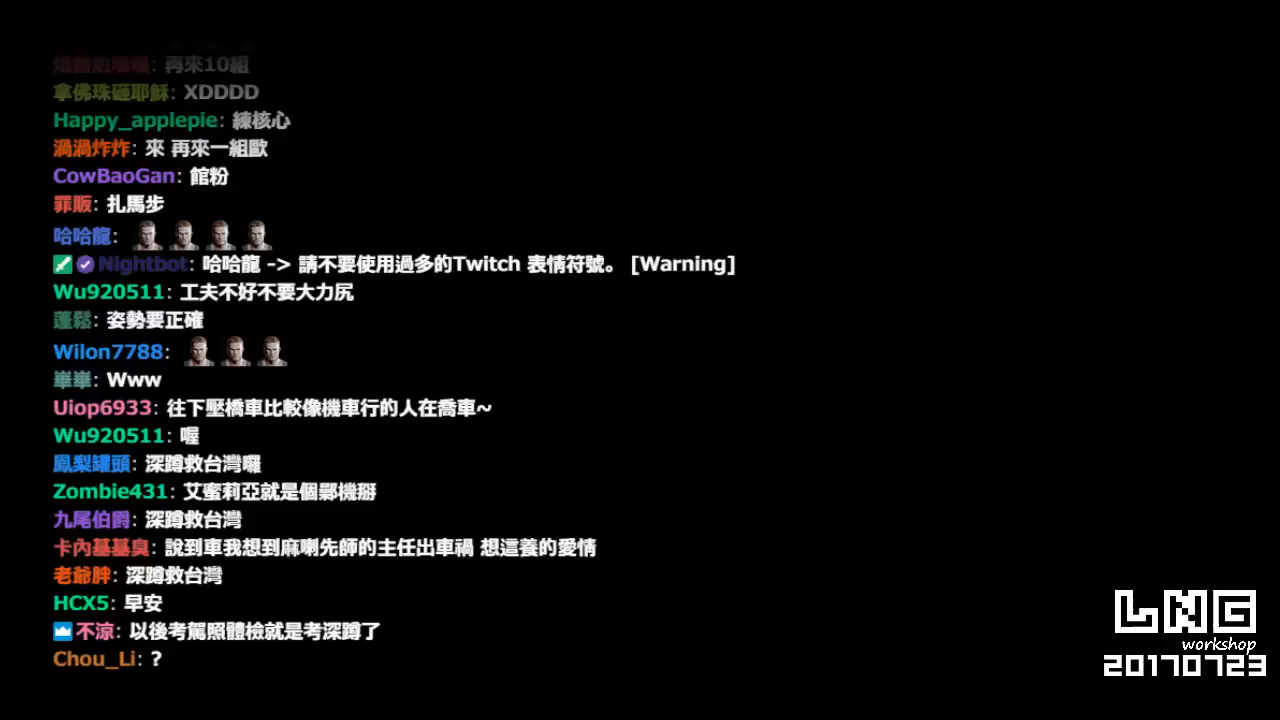 : 再來10組
拿佛珠砸耶穌: XDDDD
Happy_applepie: 練核心
渦渦炸炸: 來 再來一組歐
CowBaoGan: 館粉
罪販: 扎馬步
哈哈龍:
Nightbot: 哈哈龍 -> 請不要使用過多的Twitch 表情符號。 [Warning]
Wu920511: 工夫不好不要大力尻
蓬鬆: 姿勢要正確
Wilon7788:
崋崋: Www
Uiop6933: 往下壓橋車比較像機車行的人在喬車~
Wu920511: 喔
鳳梨罐頭: 深蹲救台灣囉
Zombie431: 艾蜜莉亞就是個鄴機掰
九尾伯爵: 深蹲救台灣
卡內基基臭: 說到車我想到麻喇先師的主任出車禍 想這養的愛情
老爺胖: 深蹲救台灣
HCX5: 早安
不涼: 以後考駕照體檢就是考深蹲了
Chou_Li: ?
LNG
workshop
20170723